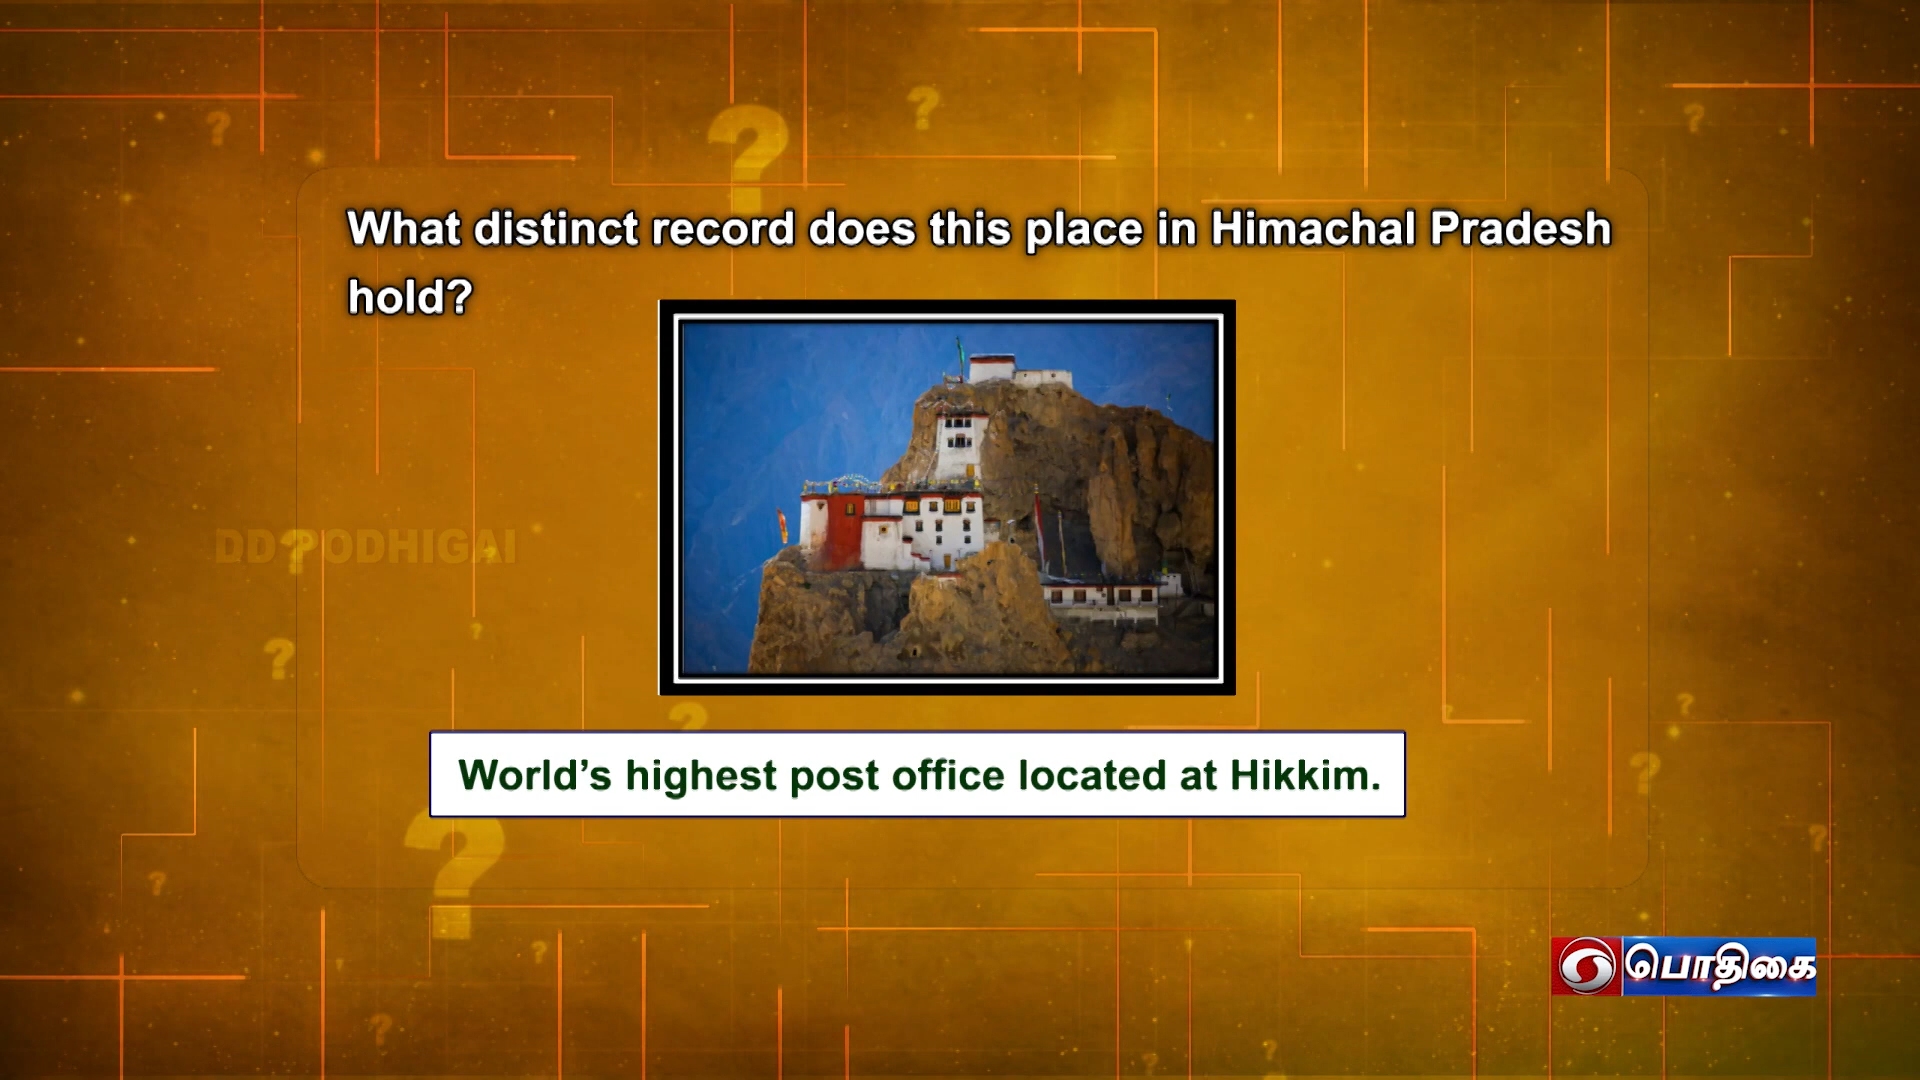 What distinct record does this place in Himachal Pradesh
hold?
DD PODHIGAI
World’s highest post office located at Hikkim.
பொதிகை